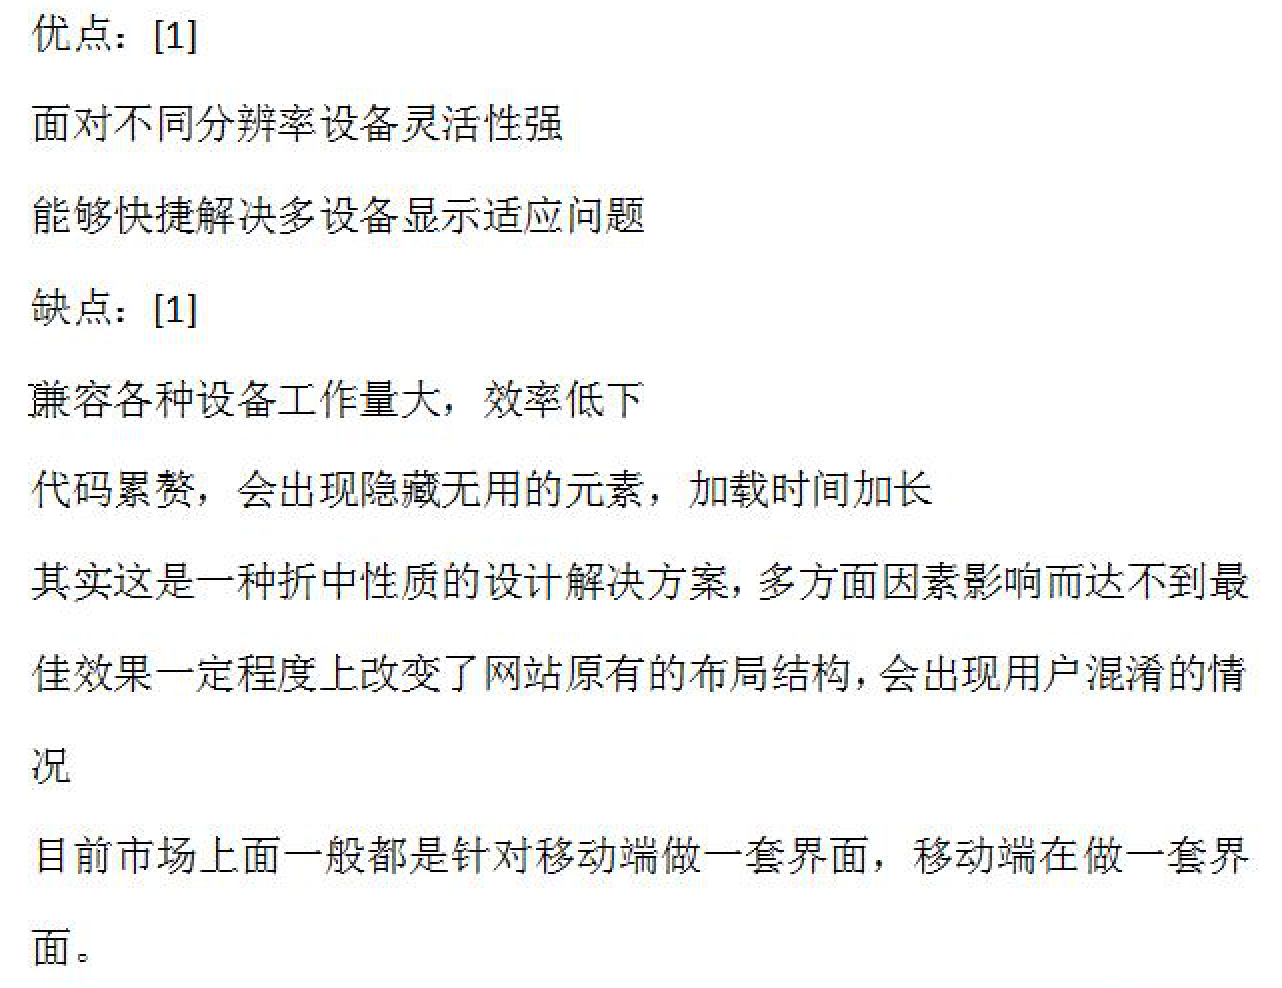 优点：[1]
面对不同分辨率设备灵活性强
能够快捷解决多设备显示适应问题
缺点：[1]
兼容各种设备工作量大，效率低下
代码累赘，会出现隐藏无用的元素，加载时间加长
其实这是一种折中性质的设计解决方案，多方面因素影响而达不到最
佳效果一定程度上改变了网站原有的布局结构，会出现用户混淆的情
况
目前市场上面一般都是针对移动端做一套界面，移动端在做一套界
面。